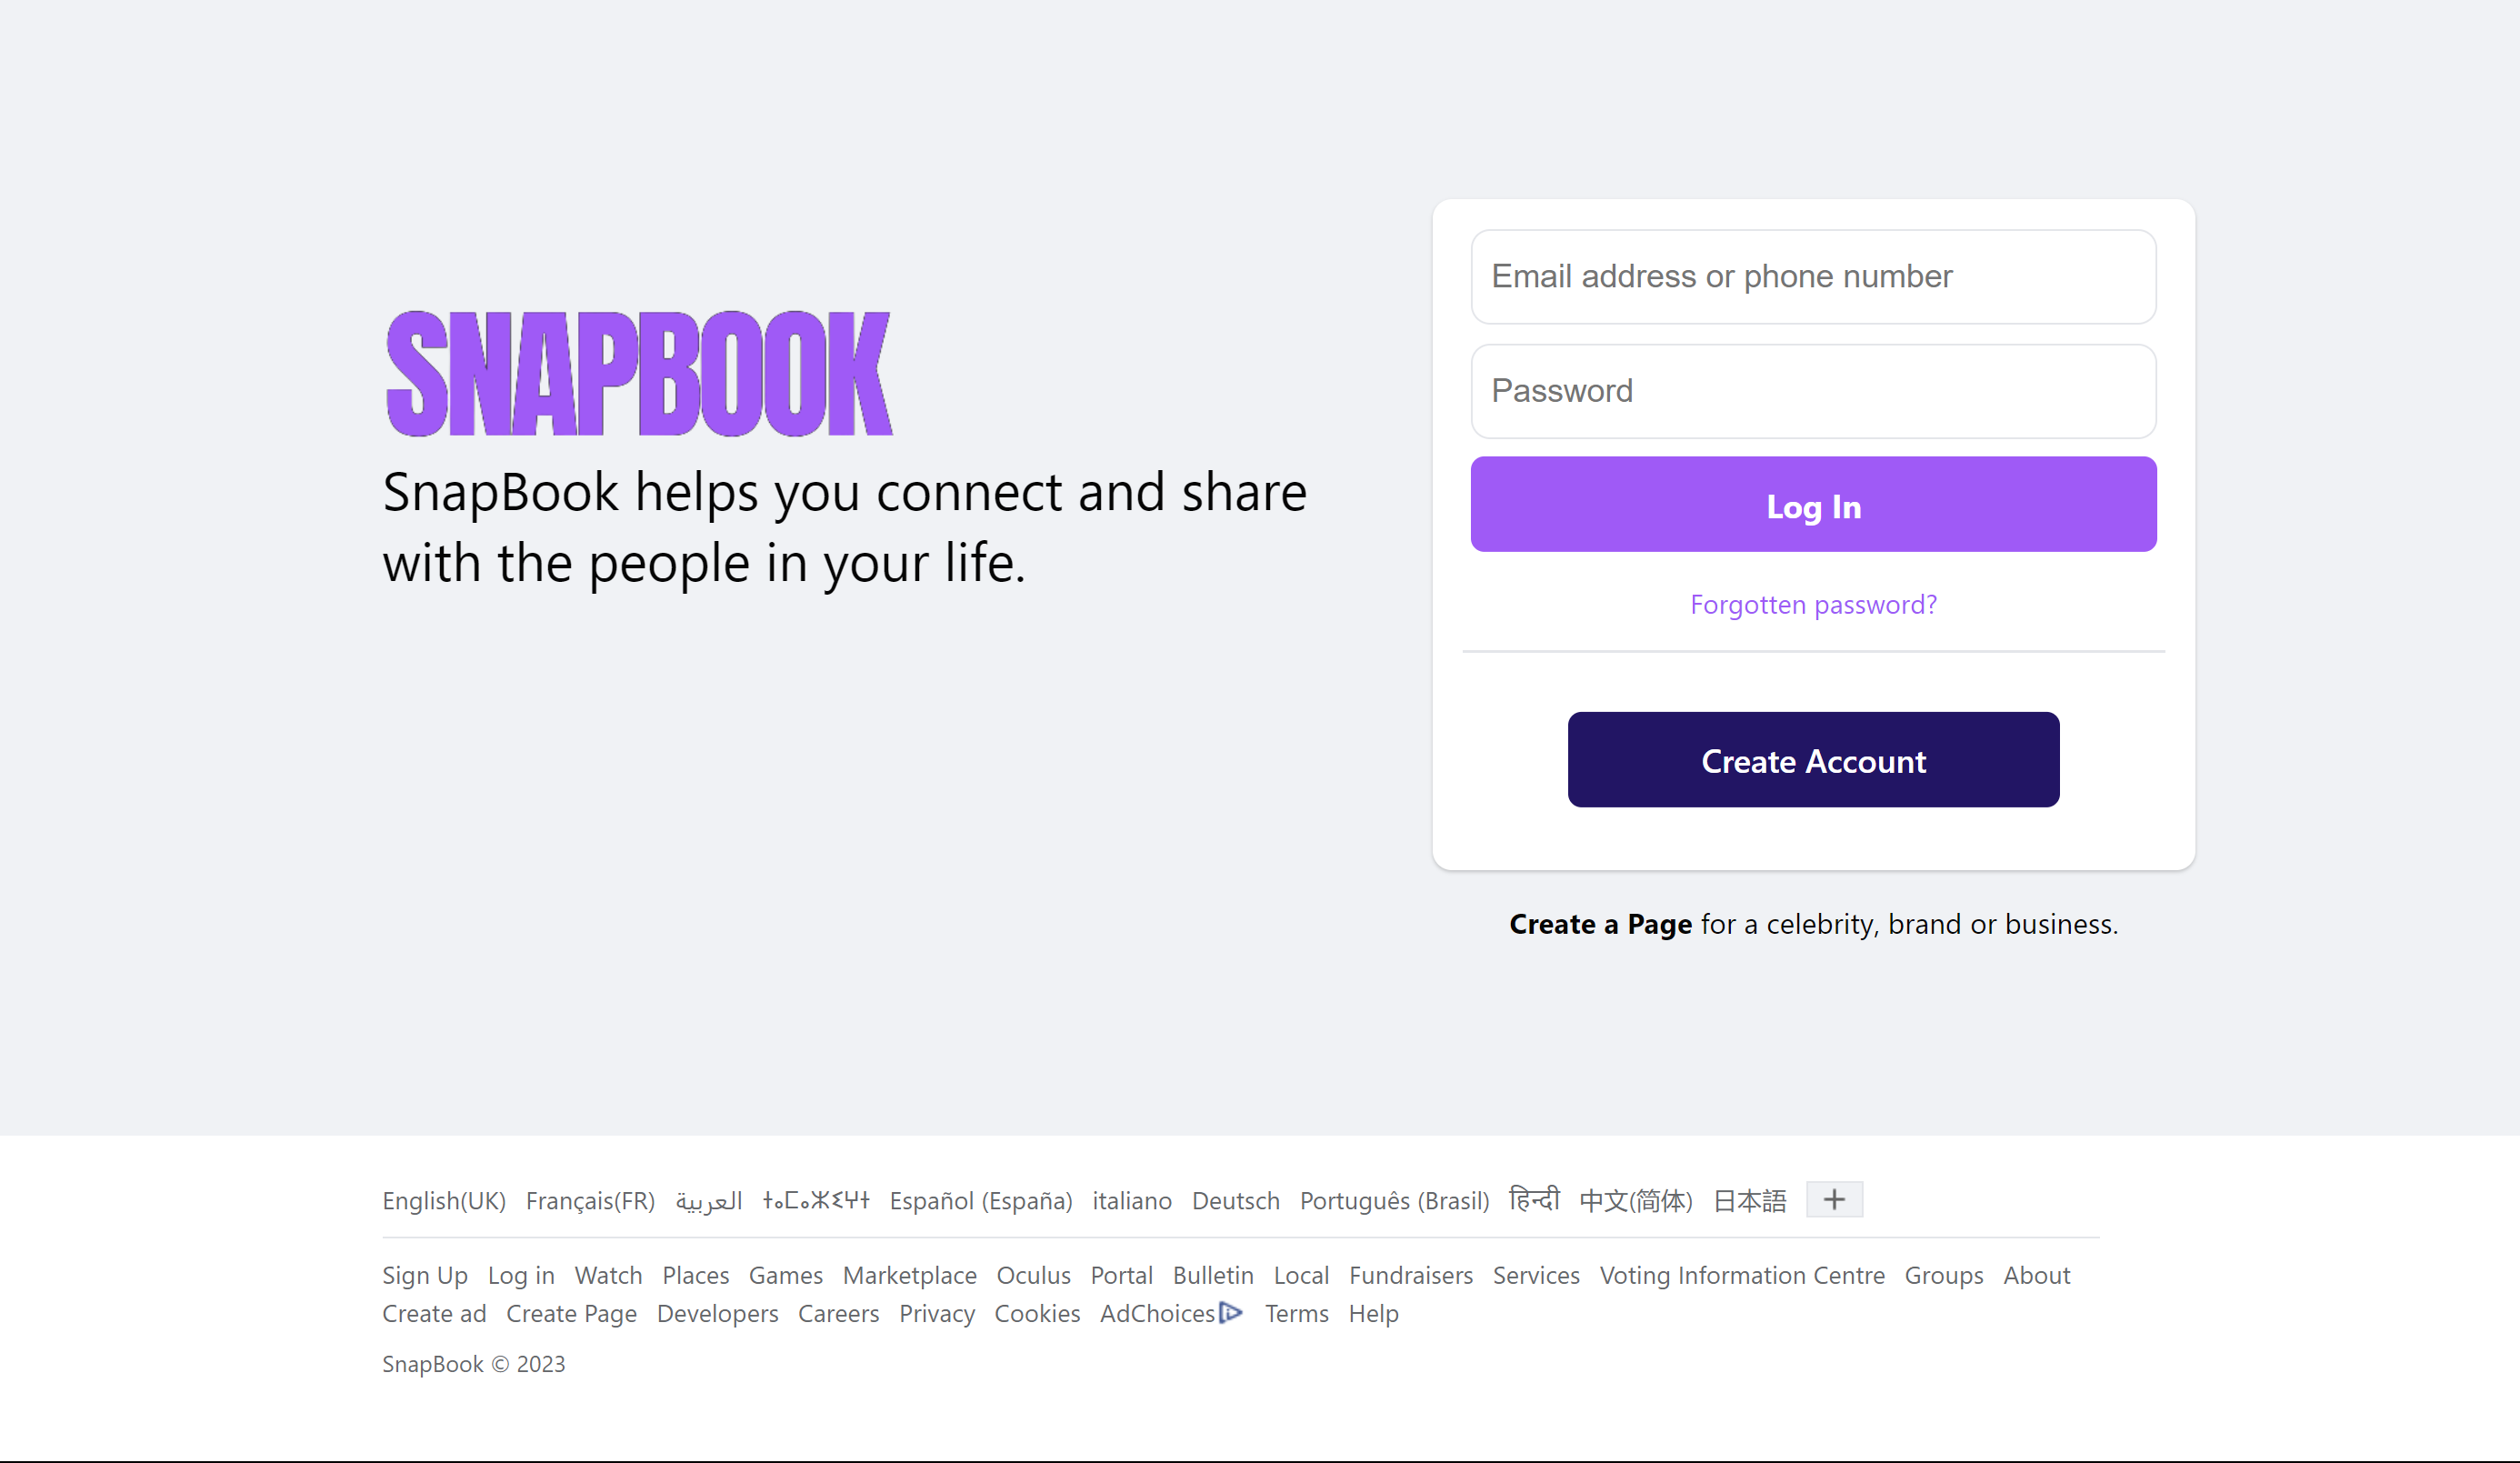 SNAPBOOK
SnapBook helps you connect and share
with the people in your life.
Email address or phone number
Password
Log In
Forgotten password?
Create Account
Create a Page for a celebrity, brand or business.
English(UK) Français(FR) العربية ⵜⴰⵎⴰⵣⵉⵖⵜ Español (España) italiano Deutsch Português (Brasil) हिन्दी 中文(简体) 日本語 +
Sign Up Log in Watch Places Games Marketplace Oculus Portal Bulletin Local Fundraisers Services Voting Information Centre Groups About
Create ad Create Page Developers Careers Privacy Cookies AdChoices Terms Help
SnapBook © 2023